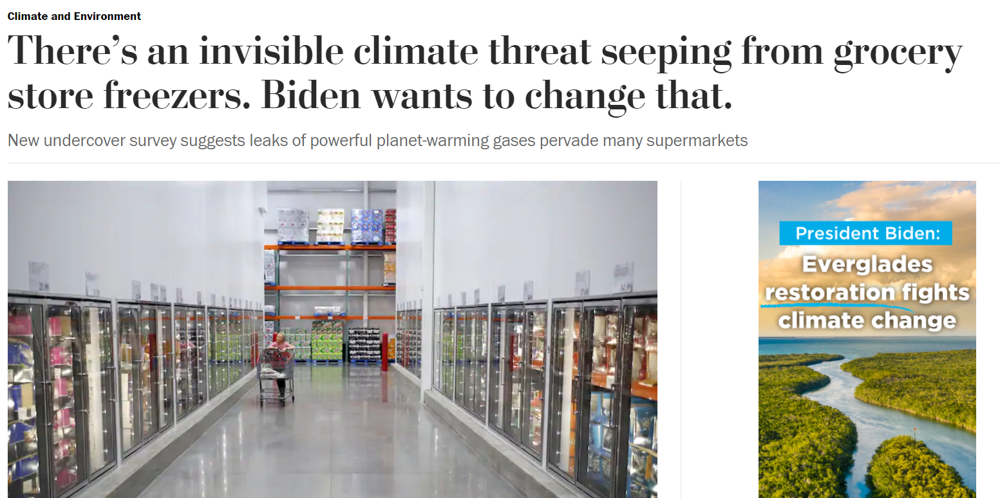 Climate and Environment
There’s an invisible climate threat seeping from grocery
store freezers. Biden wants to change that.
New undercover survey suggests leaks of powerful planet-warming gases pervade many supermarkets
President Biden:
Everglades
restoration fights
climate change